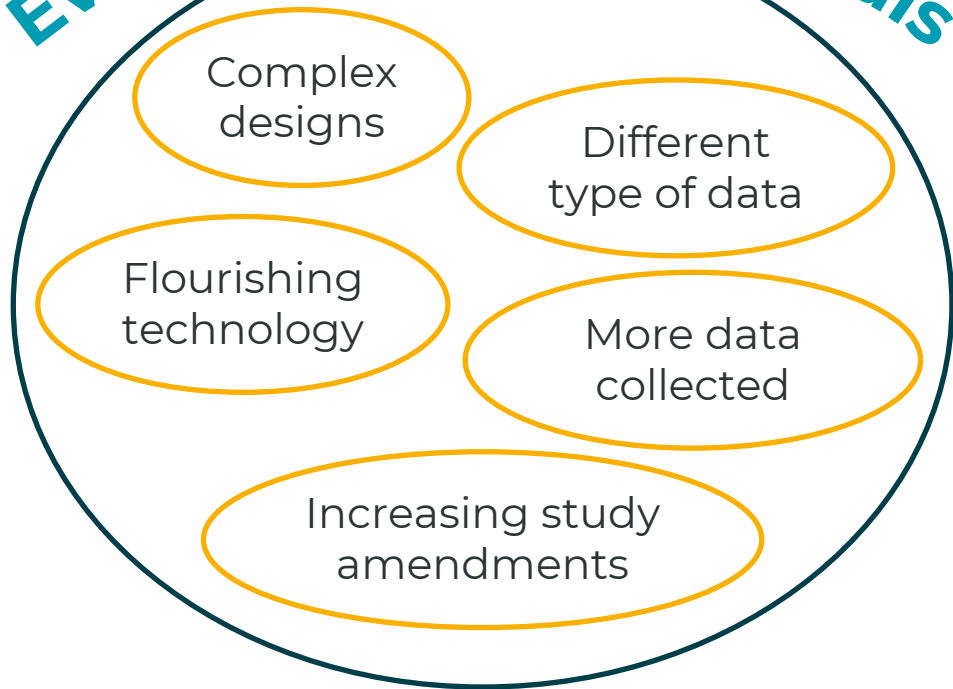 Complex
designs
Different
type of data
Flourishing
technology
More data
collected
Increasing study
amendments